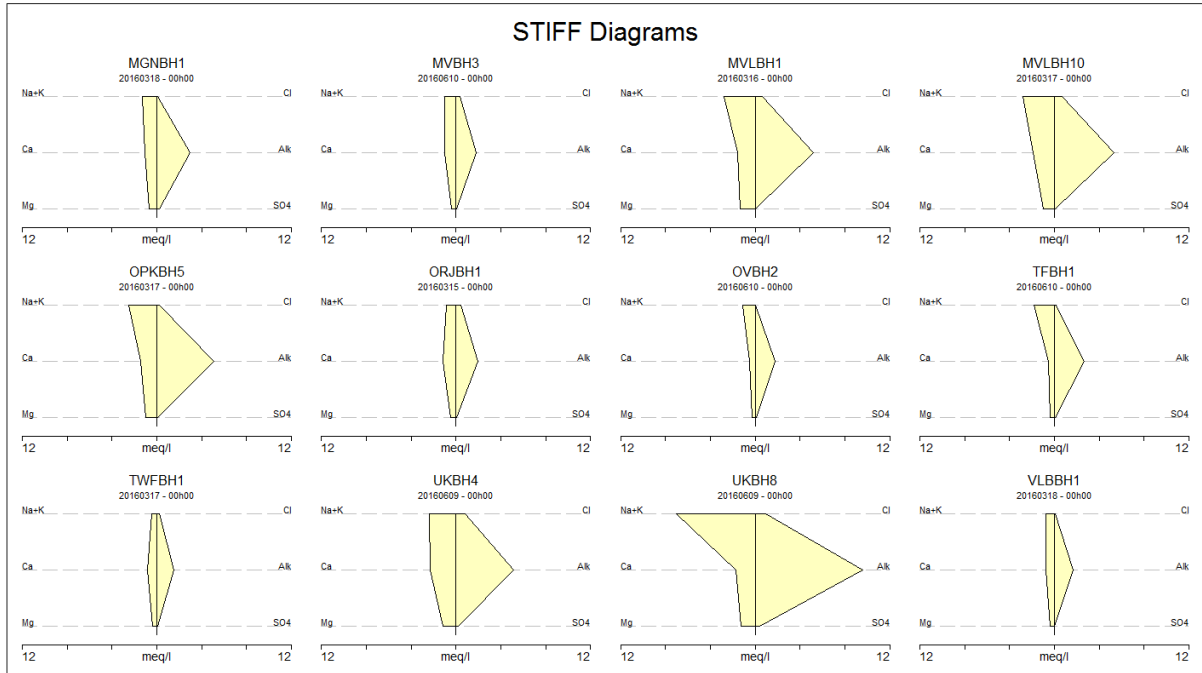 STIFF Diagrams
MGNBH1 MVBH3 MVLBH1 MVLBH10
20160318 - 00h00 20160610 - 00h00 20160316 - 00h00 20160317 - 00h00
Na+K Cl Na+K Cl Na+K Cl Na+K Cl
Ca Alk Ca Alk Ca Alk Ca Alk
Mg SO4 Mg SO4 Mg SO4 Mg SO4
12 meq/l 12 12 meq/l 12 12 meq/l 12 12 meq/l 12
OPKBH5 ORJBH1 OVBH2 TFBH1
20160317 - 00h00 20160315 - 00h00 20160610 - 00h00 20160610 - 00h00
Na+K Cl Na+K Cl Na+K Cl Na+K Cl
Ca Alk Ca Alk Ca Alk Ca Alk
Mg SO4 Mg SO4 Mg SO4 Mg SO4
12 meq/l 12 12 meq/l 12 12 meq/l 12 12 meq/l 12
TWFBH1 UKBH4 UKBH8 VLBBH1
20160317 - 00h00 20160609 - 00h00 20160609 - 00h00 20160318 - 00h00
Na+K Cl Na+K Cl Na+K Cl Na+K Cl
Ca Alk Ca Alk Ca Alk Ca Alk
Mg SO4 Mg SO4 Mg SO4 Mg SO4
12 meq/l 12 12 meq/l 12 12 meq/l 12 12 meq/l 12